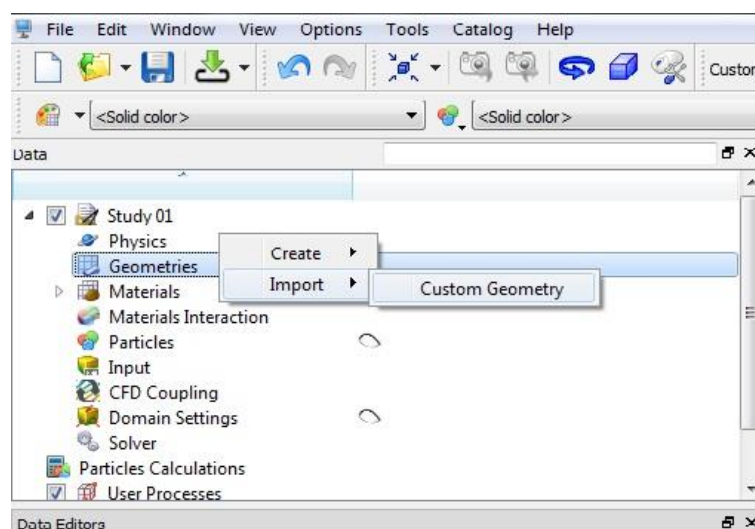 File Edit Window View Options Tools Catalog Help
Custor
<Solid color> <Solid color>
Data
Study 01
Physics
Geometries
Create
Materials
Import
Custom Geometry
Materials Interaction
Particles
Input
CFD Coupling
Domain Settings
Solver
Particles Calculations
User Processes
Data Editors